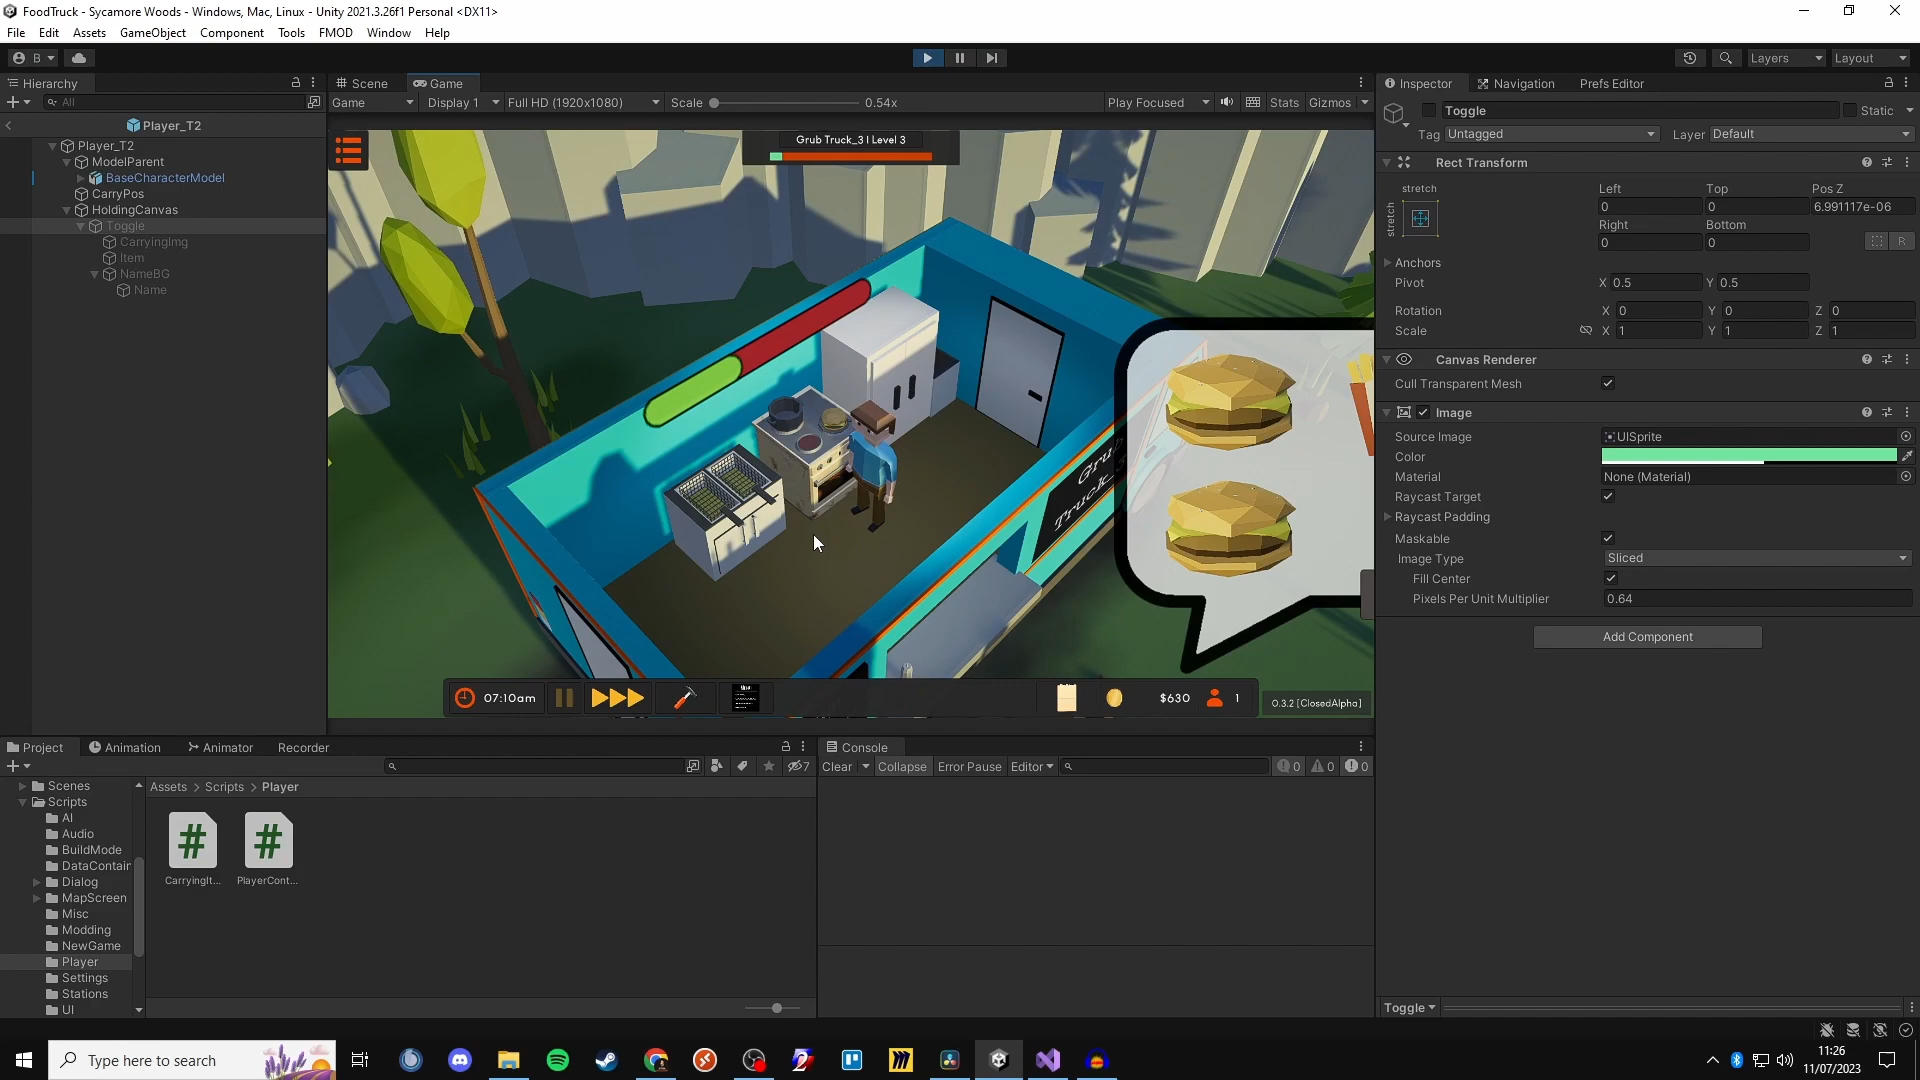 FoodTruck - Sycamore Woods - Windows, Mac, Linux - Unity 2021.3.26f1 Personal <DX11>
File Edit Assets GameObject Component Tools FMOD Window Help
B
Layers Layout
Hierarchy
All
Player_T2
Player_T2
ModelParent
BaseCharacterModel
CarryPos
HoldingCanvas
Toggle
CarryingImg
Item
NameBG
Name
Scene Game
Game Display 1 Full HD (1920x1080) Scale 0.54x Play Focused Stats Gizmos
Grub Truck_3 | Level 3
Grub
Truck
07:10am
Menu
$630
1
0.3.2 [ClosedAlpha]
Inspector Navigation Prefs Editor
Toggle Static
Tag Untagged Layer Default
Rect Transform
stretch
stretch
Left Top Pos Z
0 0 6.991117e-06
Right Bottom
0 0
R
Anchors
Pivot X 0.5 Y 0.5
Rotation X 0 Y 0 Z 0
Scale X 1 Y 1 Z 1
Canvas Renderer
Cull Transparent Mesh
Image
Source Image UISprite
Color
Material None (Material)
Raycast Target
Raycast Padding
Maskable
Image Type Sliced
Fill Center
Pixels Per Unit Multiplier 0.64
Add Component
Toggle
Project Animation Animator Recorder
7
Scenes
Scripts
AI
Audio
BuildMode
DataContain
Dialog
MapScreen
Misc
Modding
NewGame
Player
Settings
Stations
UI
Assets > Scripts > Player
#
#
CarryingIt...
PlayerCont...
Console
Clear Collapse Error Pause Editor 0 0 0
Type here to search
11:26
11/07/2023